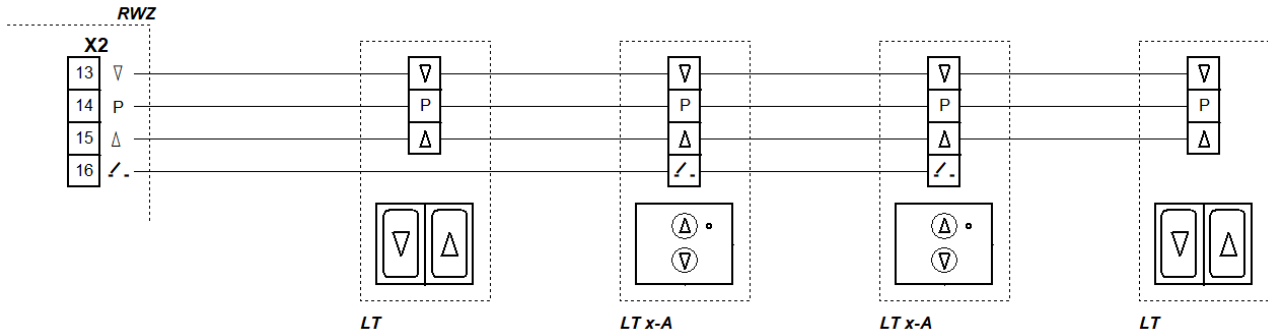 RWZ
X2
13
14 P P P P P
15
16
LT LT x-A LT x-A LT